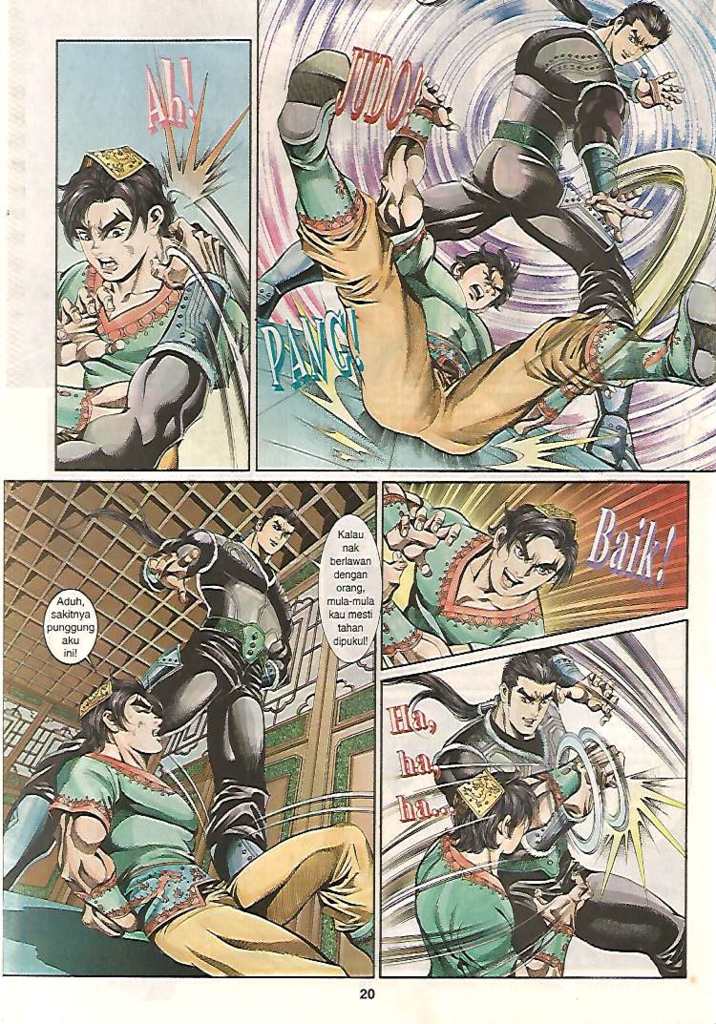 Ah!
JUDO!
PANG!
Aduh,
sakitnya
punggung
aku
ini!
Kalau
nak
berlawan
dengan
orang,
mula-mula
kau mesti
tahan
dipukul!
Baik!
Ha,
ha,
ha...
20